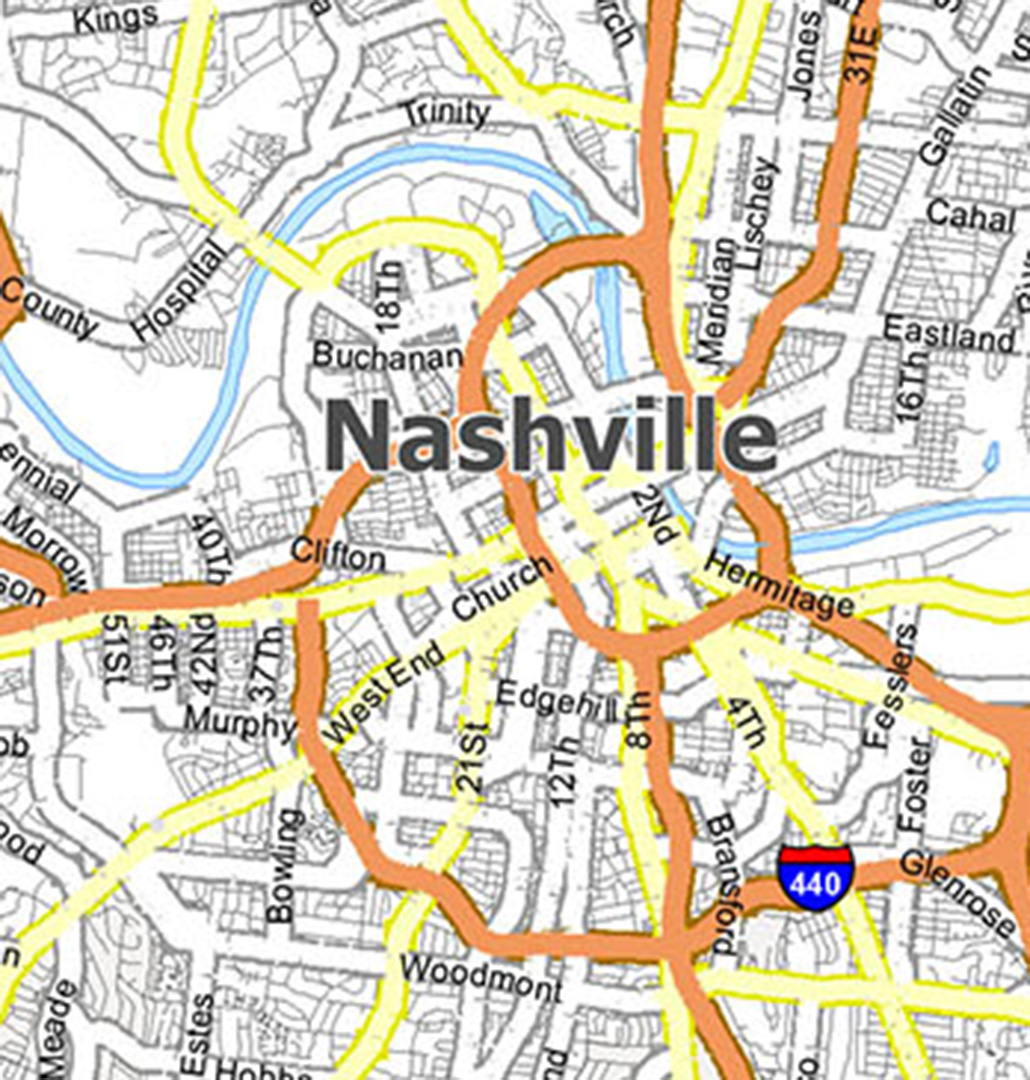 Kings
Jones
31E
Trinity
Gallatin
Lischey
Cahal
Hospital
Meridian
County
18Th
Eastland
Buchanan
16Th
Nashville
Morrow
40Th
2Nd
Clifton
Church
Hermitage
51St
46Th
42Nd
37Th
West End
Fesslers
Murphy
Edgehill
8Th
4Th
21St
12Th
Foster
Bowling
Bransford
440
Glenrose
Woodmont
Meade
Estes